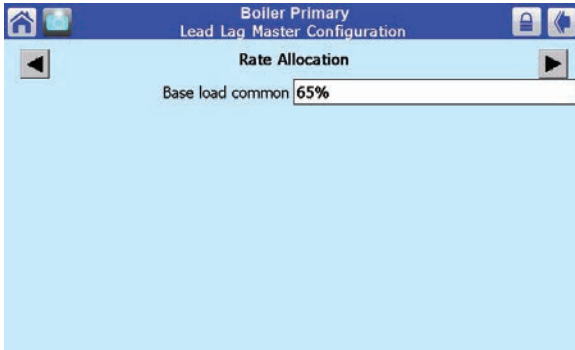 Boiler Primary
Lead Lag Master Configuration
Rate Allocation
Base load common 65%